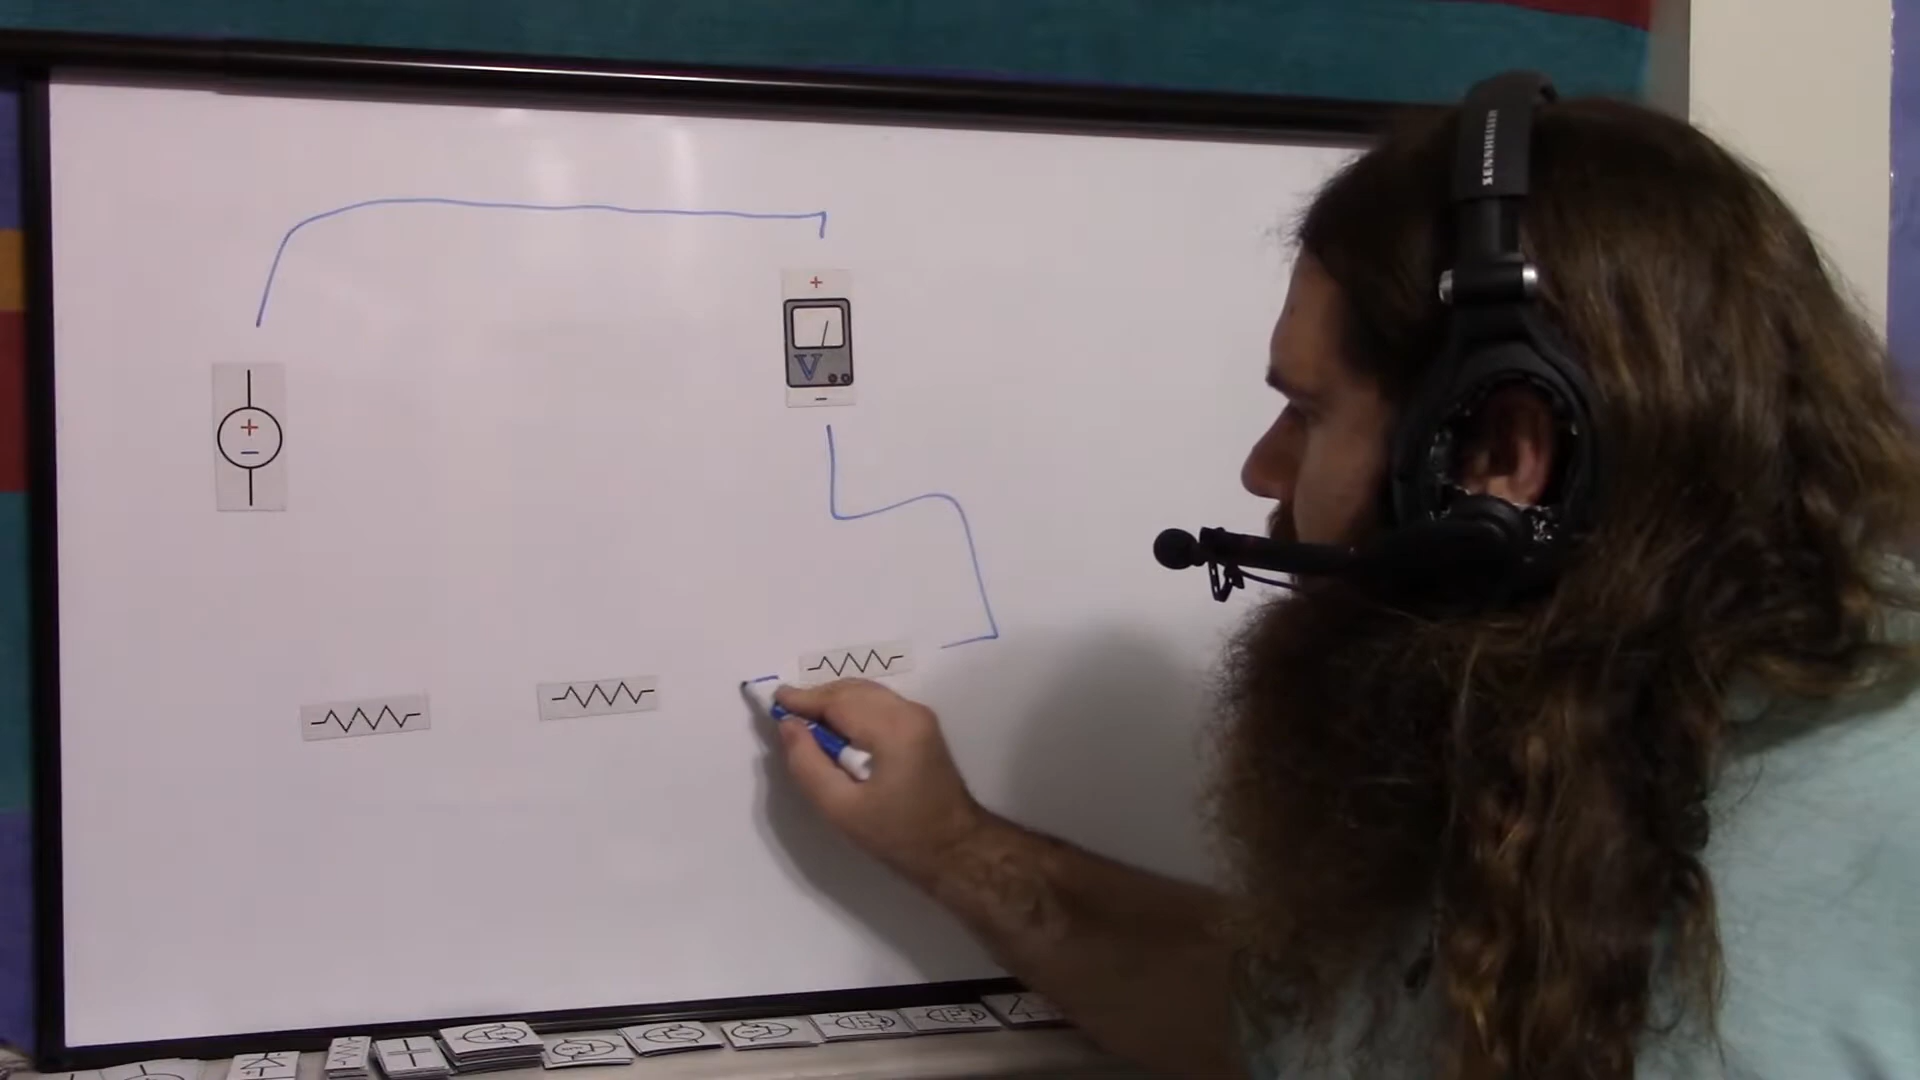 SENNHEISER
+
V
-
+
-